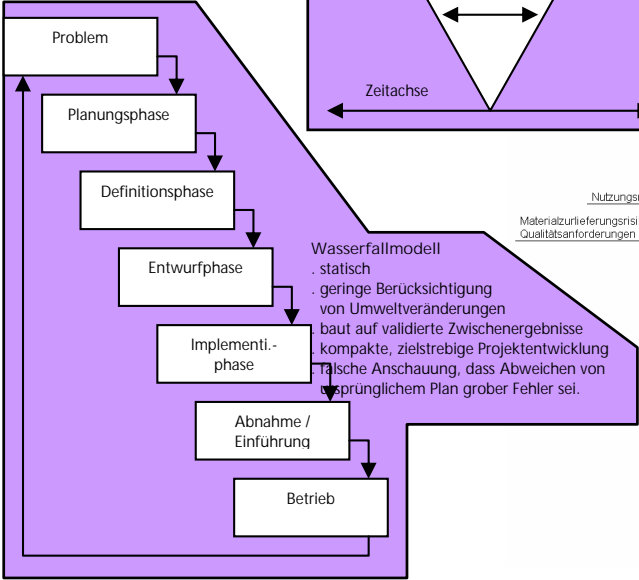 Problem
Planungsphase
Definitionsphase
Entwurfphase
Implementi.-
phase
Abnahme /
Einführung
Betrieb
Zeitachse
Materialzurlieferungsrisi
Qualitätsanforderungen
Wasserfallmodell
. statisch
. geringe Berücksichtigung
von Umweltveränderungen
. baut auf validierte Zwischenergebnisse
. kompakte, zielstrebige Projektentwicklung
. falsche Anschauung, dass Abweichen von
ursprünglichem Plan grober Fehler sei.